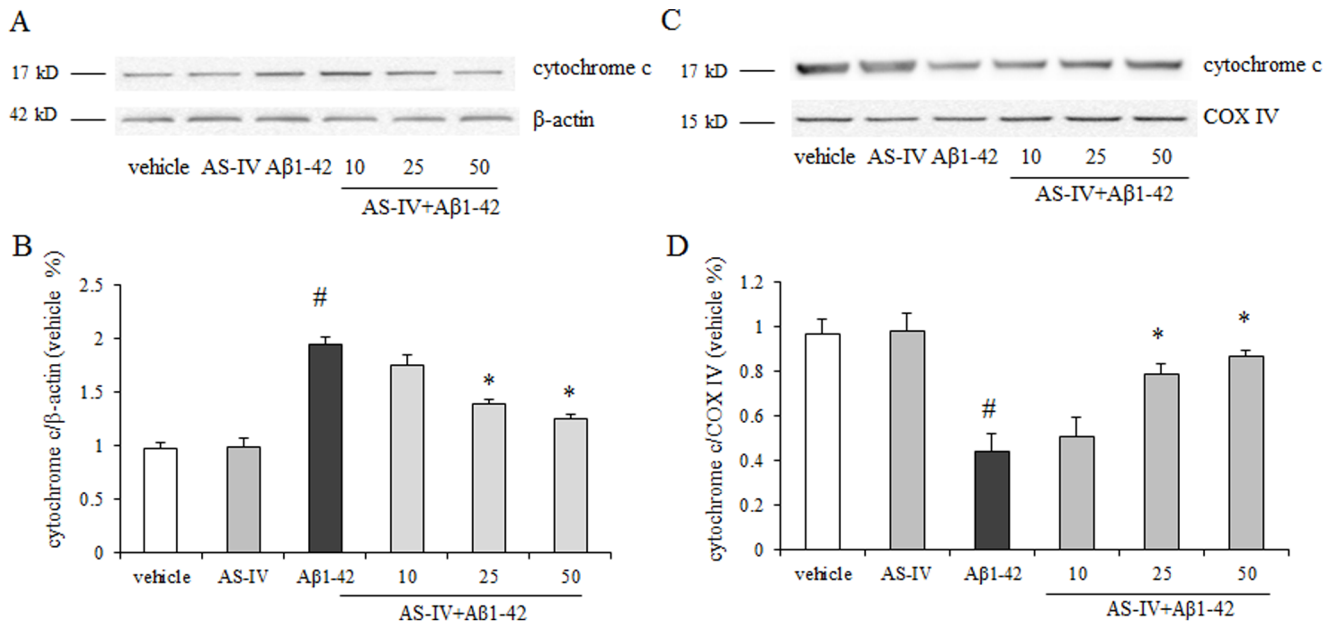 A
17 kD
cytochrome c
42 kD
β-actin
vehicle AS-IV Aβ1-42 10 25 50
AS-IV+Aβ1-42
C
17 kD
cytochrome c
15 kD
COX IV
vehicle AS-IV Aβ1-42 10 25 50
AS-IV+Aβ1-42
B
cytochrome c/β-actin (vehicle %)
2.5
2
1.5
1
0.5
0
#
*
*
vehicle AS-IV Aβ1-42 10 25 50
AS-IV+Aβ1-42
D
cytochrome c/COX IV (vehicle %)
1.2
1
0.8
0.6
0.4
0.2
0
#
*
*
vehicle AS-IV Aβ1-42 10 25 50
AS-IV+Aβ1-42